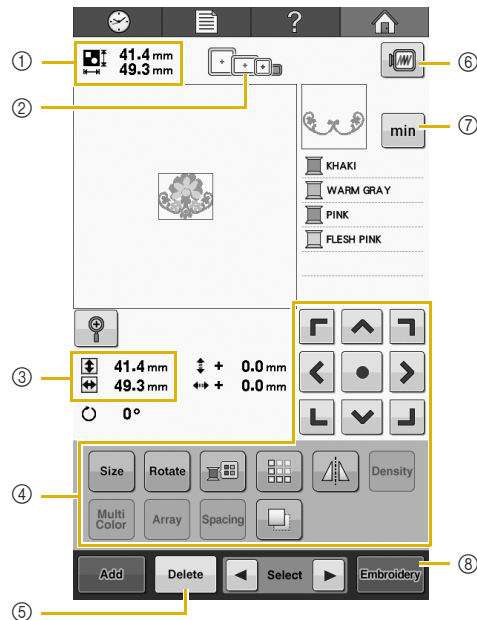 ?
① 41.4 mm
49.3 mm
②
⑥
min ⑦
KHAKI
WARM GRAY
PINK
FLESH PINK
③ 41.4 mm + 0.0 mm
49.3 mm + 0.0 mm
0°
④
Size Rotate Density
Multi Color Array Spacing
Add Delete Select Embroidery ⑧
⑤